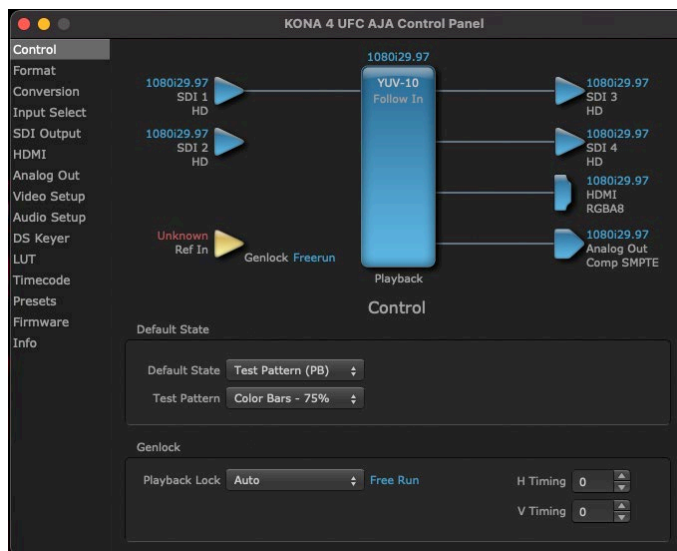 KONA 4 UFC AJA Control Panel
Control
Format
Conversion
Input Select
SDI Output
HDMI
Analog Out
Video Setup
Audio Setup
DS Keyer
LUT
Timecode
Presets
Firmware
Info
1080i29.97
YUV-10
Follow In
1080i29.97
SDI 1
HD
1080i29.97
SDI 2
HD
Unknown
Ref In
Genlock Freerun
1080i29.97
SDI 3
HD
1080i29.97
SDI 4
HD
1080i29.97
HDMI
RGBA8
1080i29.97
Analog Out
Comp SMPTE
Playback
Control
Default State
Default State Test Pattern (PB)
Test Pattern Color Bars - 75%
Genlock
Playback Lock Auto Free Run H Timing 0
V Timing 0